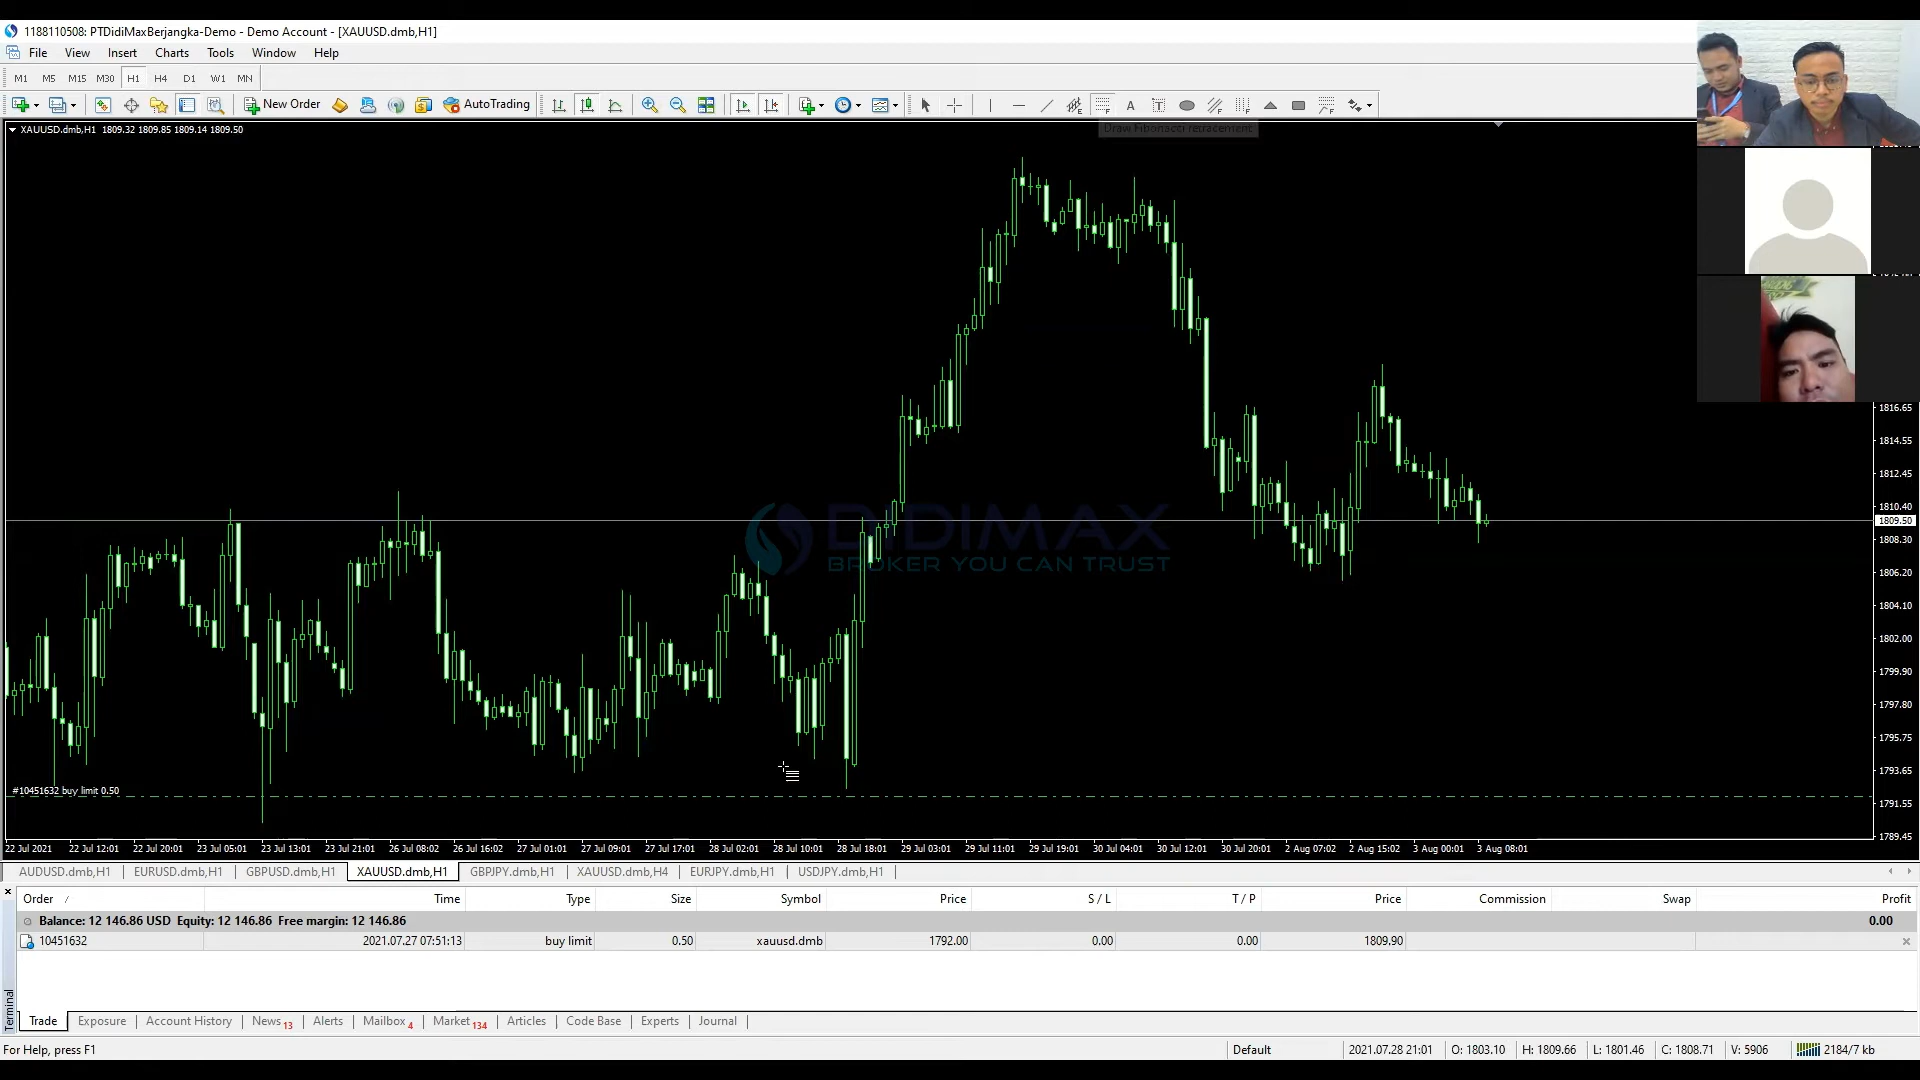 1188110508: PTDidiMaxBerjangka-Demo - Demo Account - [XAUUSD.dmb,H1]
File View Insert Charts Tools Window Help
M1 M5 M15 M30 H1 H4 D1 W1 MN
New Order AutoTrading A T
XAUUSD.dmb,H1 1809.32 1809.85 1809.14 1809.50
Draw Fibonacci retracement
1816.65
1814.55
1812.45
1810.40
1809.50
1808.30
1806.20
1804.10
1802.00
1799.90
1797.80
1795.75
1793.65
1791.55
1789.45
DIDIMAX
BROKER YOU CAN TRUST
#10451632 buy limit 0.50
22 Jul 2021 22 Jul 12:01 22 Jul 20:01 23 Jul 05:01 23 Jul 13:01 23 Jul 21:01 26 Jul 08:02 26 Jul 16:02 27 Jul 01:01 27 Jul 09:01 27 Jul 17:01 28 Jul 02:01 28 Jul 10:01 28 Jul 18:01 29 Jul 03:01 29 Jul 11:01 29 Jul 19:01 30 Jul 04:01 30 Jul 12:01 30 Jul 20:01 2 Aug 07:02 2 Aug 15:02 3 Aug 00:01 3 Aug 08:01
AUDUSD.dmb,H1 EURUSD.dmb,H1 GBPUSD.dmb,H1 XAUUSD.dmb,H1 GBPJPY.dmb,H1 XAUUSD.dmb,H4 EURJPY.dmb,H1 USDJPY.dmb,H1
Order / Time Type Size Symbol Price S / L T / P Price Commission Swap Profit
Balance: 12 146.86 USD Equity: 12 146.86 Free margin: 12 146.86 0.00
10451632 2021.07.27 07:51:13 buy limit 0.50 xauusd.dmb 1792.00 0.00 0.00 1809.90
Terminal
Trade Exposure Account History News 13 Alerts Mailbox 4 Market 134 Articles Code Base Experts Journal
For Help, press F1 Default 2021.07.28 21:01 O: 1803.10 H: 1809.66 L: 1801.46 C: 1808.71 V: 5906 2184/7 kb